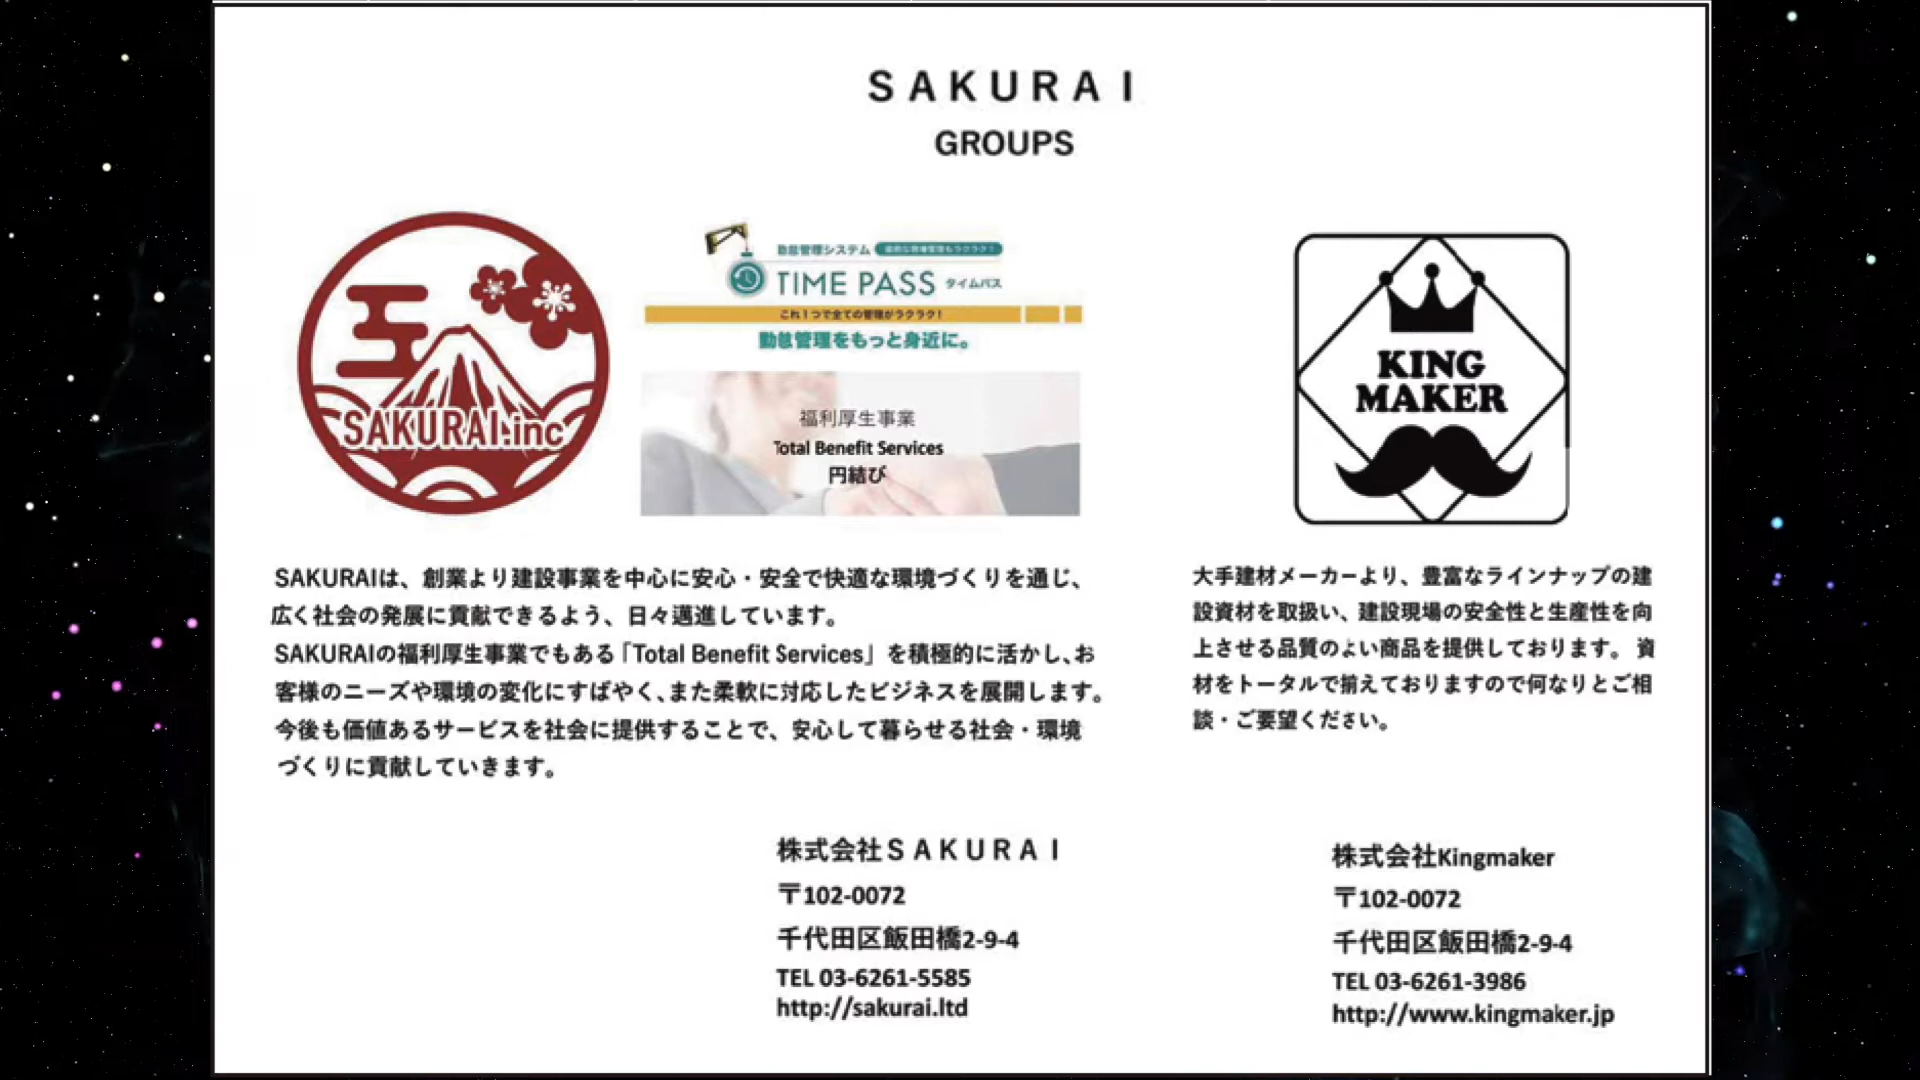 SAKURAI
GROUPS
SAKURAI.inc
勤怠管理システム
TIME PASS タイムパス
これ1つで全ての管理がラクラク！
勤怠管理をもっと身近に。
福利厚生事業
Total Benefit Services
円結び
KING
MAKER
SAKURAIは、創業より建設事業を中心に安心・安全で快適な環境づくりを通じ、
広く社会の発展に貢献できるよう、日々邁進しています。
SAKURAIの福利厚生事業でもある「Total Benefit Services」を積極的に活かし、お
客様のニーズや環境の変化にすばやく、また柔軟に対応したビジネスを展開します。
今後も価値あるサービスを社会に提供することで、安心して暮らせる社会・環境
づくりに貢献していきます。
大手建材メーカーより、豊富なラインナップの建
設資材を取扱い、建設現場の安全性と生産性を向
上させる品質のよい商品を提供しております。資
材をトータルで揃えておりますので何なりとご相
談・ご要望ください。
株式会社SAKURAI
〒102-0072
千代田区飯田橋2-9-4
TEL 03-6261-5585
http://sakurai.ltd
株式会社Kingmaker
〒102-0072
千代田区飯田橋2-9-4
TEL 03-6261-3986
http://www.kingmaker.jp